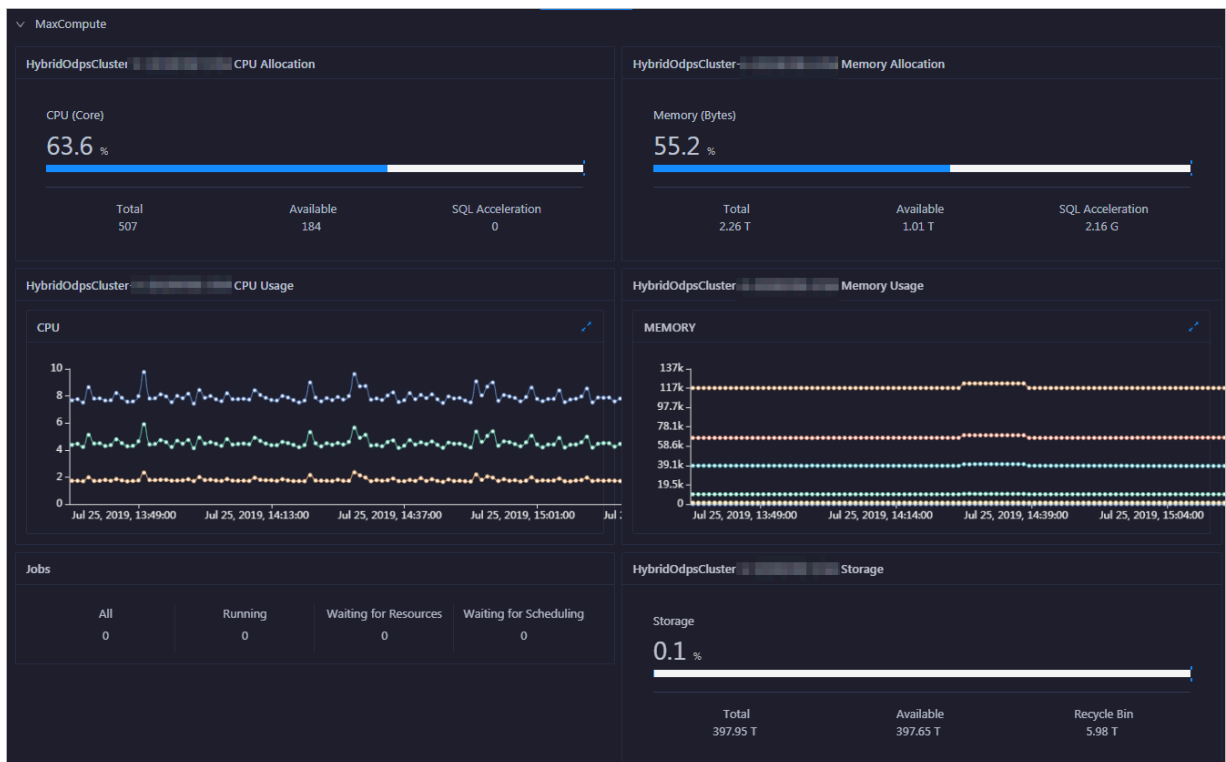 MaxCompute
HybridOdpsCluster CPU Allocation
CPU (Core)
63.6 %
Total Available SQL Acceleration
507 184 0
HybridOdpsCluster- Memory Allocation
Memory (Bytes)
55.2 %
Total Available SQL Acceleration
2.26 T 1.01 T 2.16 G
HybridOdpsCluster- CPU Usage
CPU
10
8
6
4
2
0
Jul 25, 2019, 13:49:00 Jul 25, 2019, 14:13:00 Jul 25, 2019, 14:37:00 Jul 25, 2019, 15:01:00 Jul
HybridOdpsCluster Memory Usage
MEMORY
137k
117k
97.7k
78.1k
58.6k
39.1k
19.5k
0
Jul 25, 2019, 13:49:00 Jul 25, 2019, 14:14:00 Jul 25, 2019, 14:39:00 Jul 25, 2019, 15:04:00
Jobs
All Running Waiting for Resources Waiting for Scheduling
0 0 0 0
HybridOdpsCluster Storage
Storage
0.1 %
Total Available Recycle Bin
397.95 T 397.65 T 5.98 T